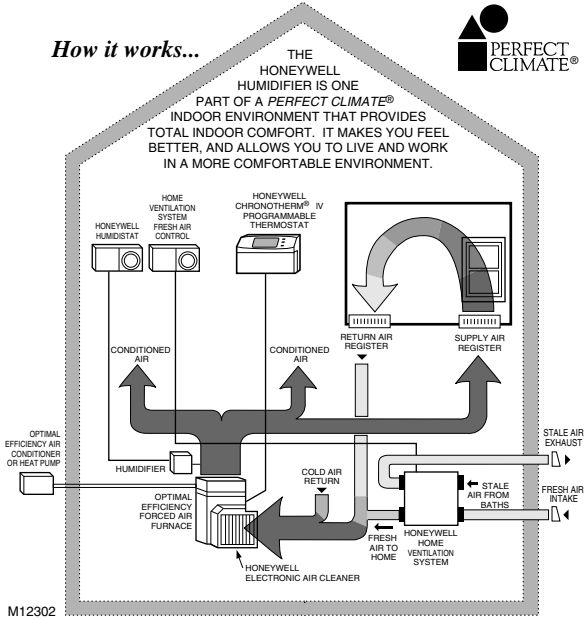 How it works...
PERFECT
CLIMATE®
THE
HONEYWELL
HUMIDIFIER IS ONE
PART OF A PERFECT CLIMATE®
INDOOR ENVIRONMENT THAT PROVIDES
TOTAL INDOOR COMFORT. IT MAKES YOU FEEL
BETTER, AND ALLOWS YOU TO LIVE AND WORK
IN A MORE COMFORTABLE ENVIRONMENT.
HONEYWELL
HUMIDISTAT
HOME
VENTILATION
SYSTEM
FRESH AIR
CONTROL
HONEYWELL
CHRONOTHERM® IV
PROGRAMMABLE
THERMOSTAT
RETURN AIR
REGISTER
SUPPLY AIR
REGISTER
CONDITIONED
AIR
CONDITIONED
AIR
OPTIMAL
EFFICIENCY AIR
CONDITIONER
OR HEAT PUMP
HUMIDIFIER
OPTIMAL
EFFICIENCY
FORCED AIR
FURNACE
COLD AIR
RETURN
STALE AIR
EXHAUST
STALE
AIR FROM
BATHS
FRESH AIR
INTAKE
FRESH
AIR TO
HOME
HONEYWELL
HOME
VENTILATION
SYSTEM
HONEYWELL
ELECTRONIC AIR CLEANER
M12302